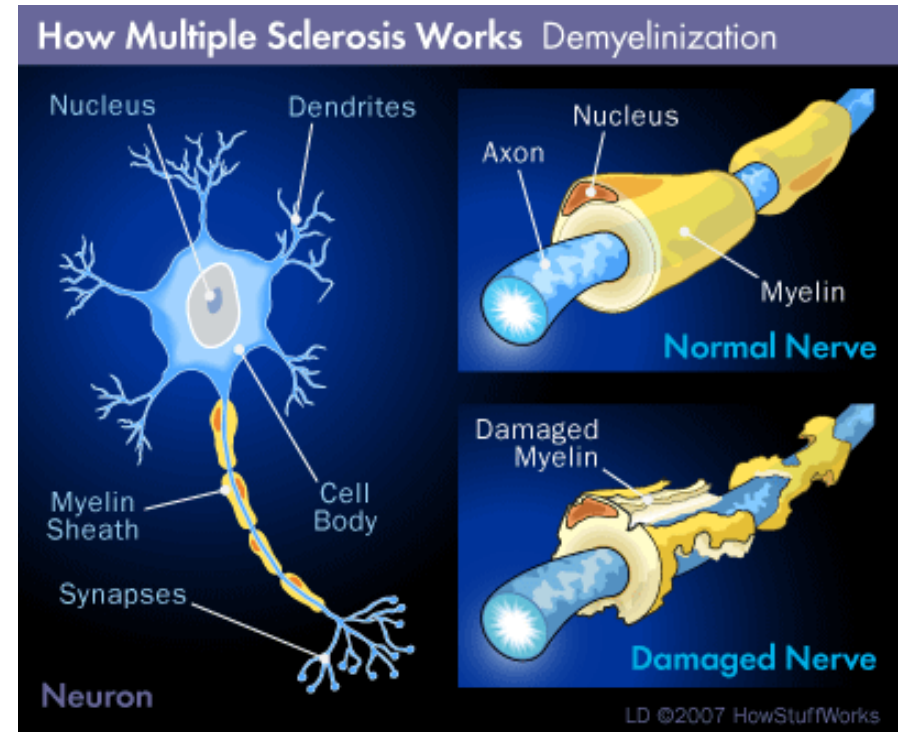 How Multiple Sclerosis Works Demyelinization
Nucleus
Dendrites
Myelin
Sheath
Cell
Body
Synapses
Neuron
Nucleus
Axon
Myelin
Normal Nerve
Damaged
Myelin
Damaged Nerve
LD ©2007 HowStuffWorks